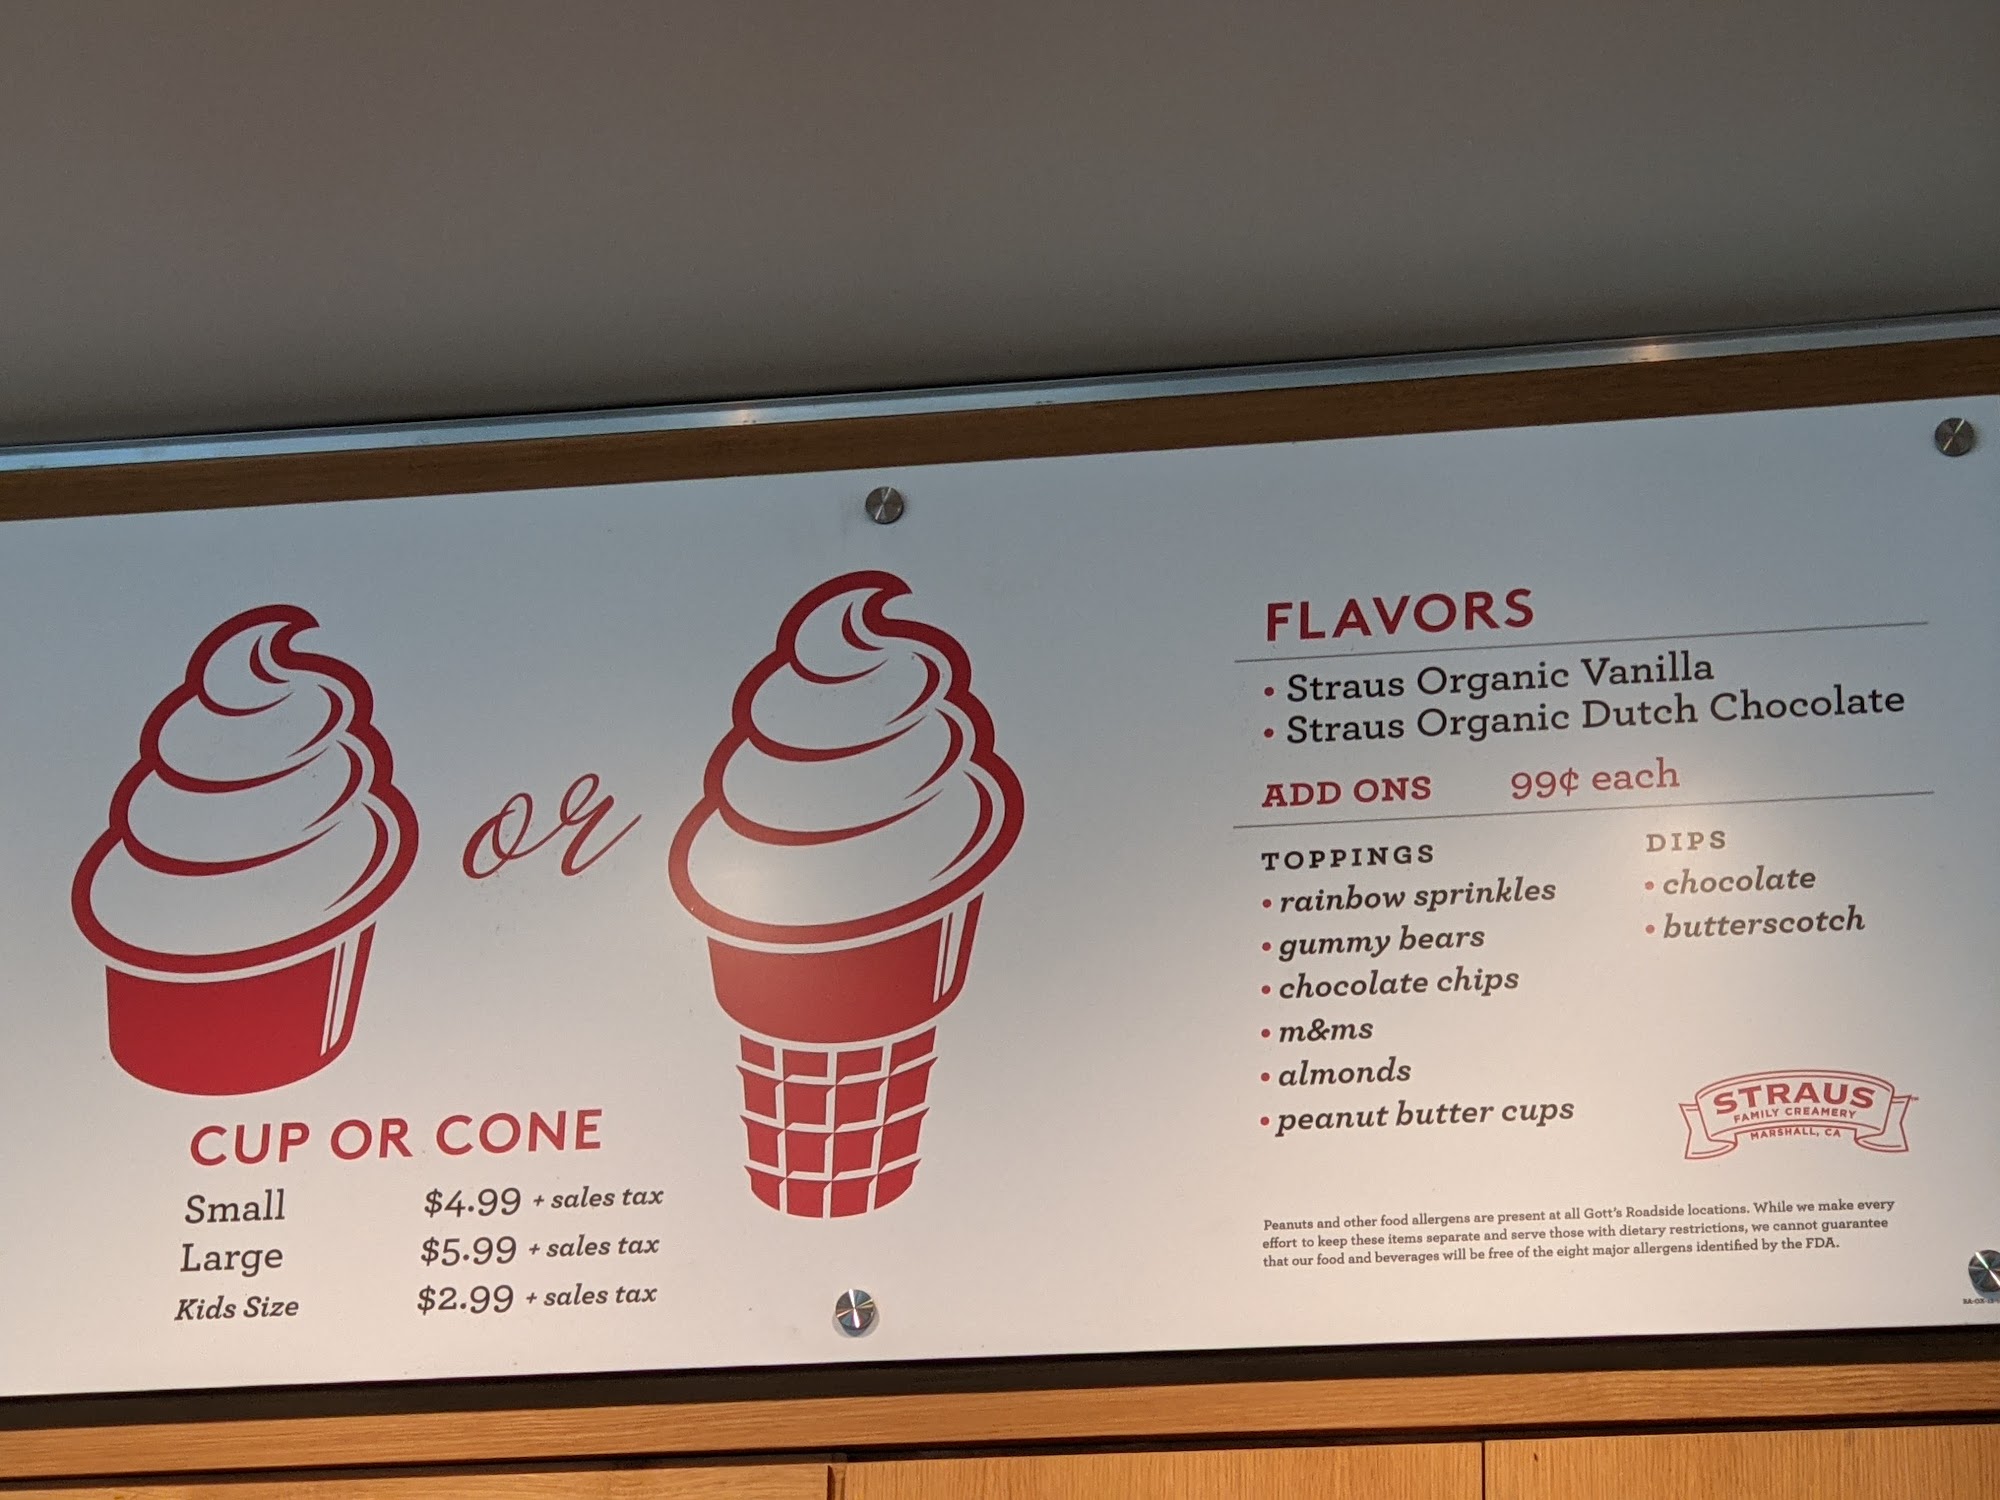 or
CUP OR CONE
Small $4.99 + sales tax
Large $5.99 + sales tax
Kids Size $2.99 + sales tax
FLAVORS
• Straus Organic Vanilla
• Straus Organic Dutch Chocolate
ADD ONS 99¢ each
TOPPINGS
• rainbow sprinkles
• gummy bears
• chocolate chips
• m&ms
• almonds
• peanut butter cups
DIPS
• chocolate
• butterscotch
STRAUS
FAMILY CREAMERY
MARSHALL, CA
Peanuts and other food allergens are present at all Gott's Roadside locations. While we make every
effort to keep these items separate and serve those with dietary restrictions, we cannot guarantee
that our food and beverages will be free of the eight major allergens identified by the FDA.